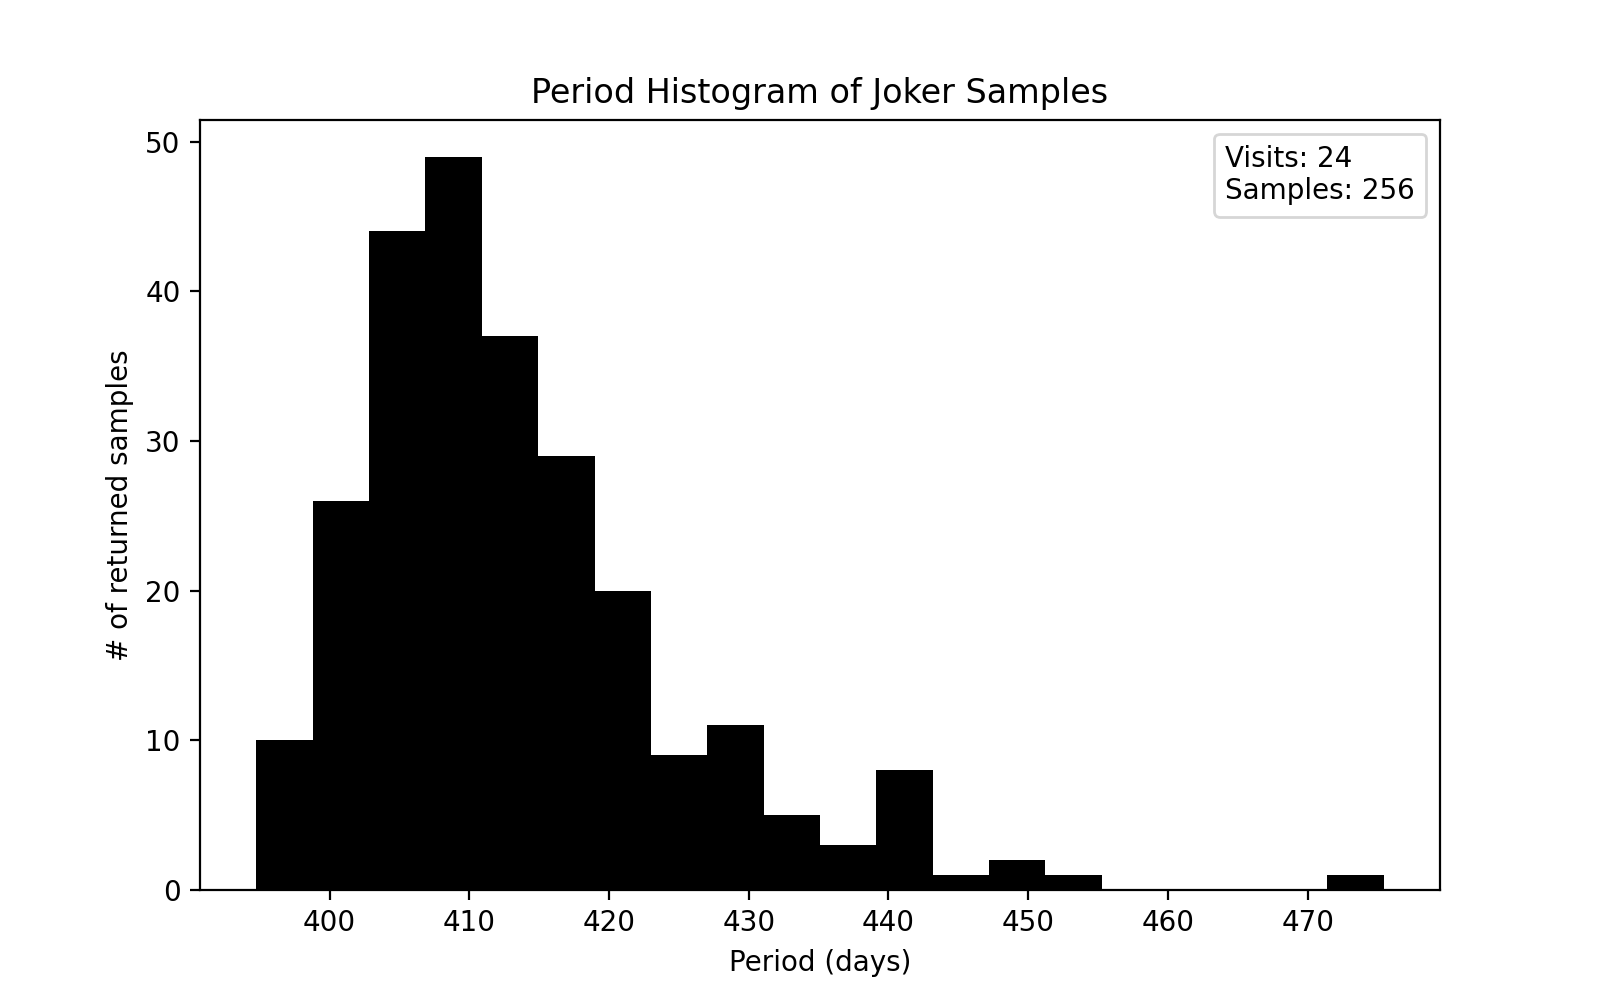 Period Histogram of Joker Samples
Visits: 24
Samples: 256
50
40
30
20
10
0
# of returned samples
400 410 420 430 440 450 460 470
Period (days)